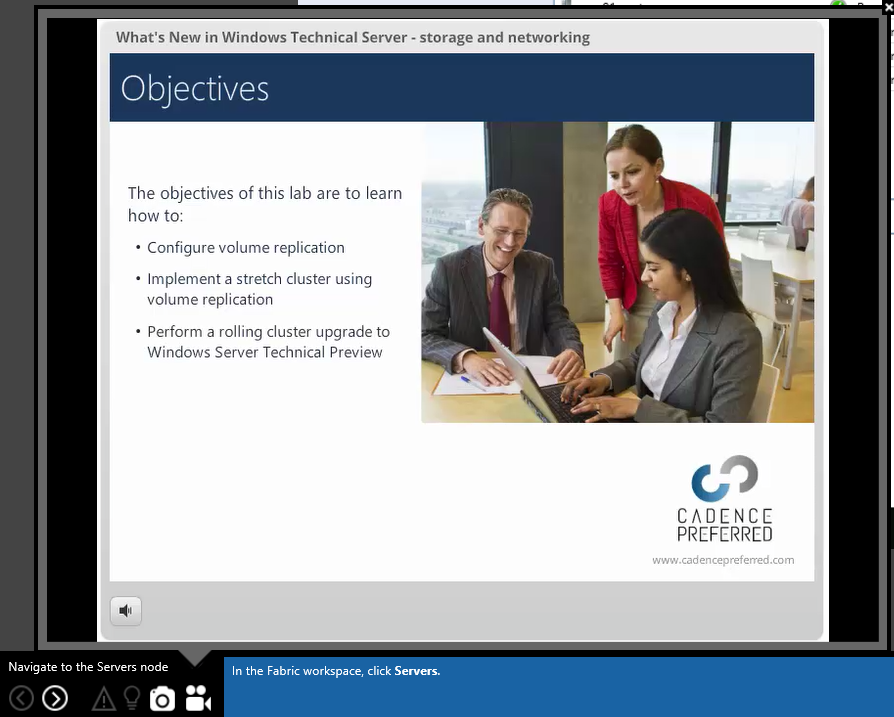 What's New in Windows Technical Server - storage and networking
Objectives
The objectives of this lab are to learn
how to:
• Configure volume replication
• Implement a stretch cluster using
volume replication
• Perform a rolling cluster upgrade to
Windows Server Technical Preview
CADENCE
PREFERRED
www.cadencepreferred.com
Navigate to the Servers node
In the Fabric workspace, click Servers.